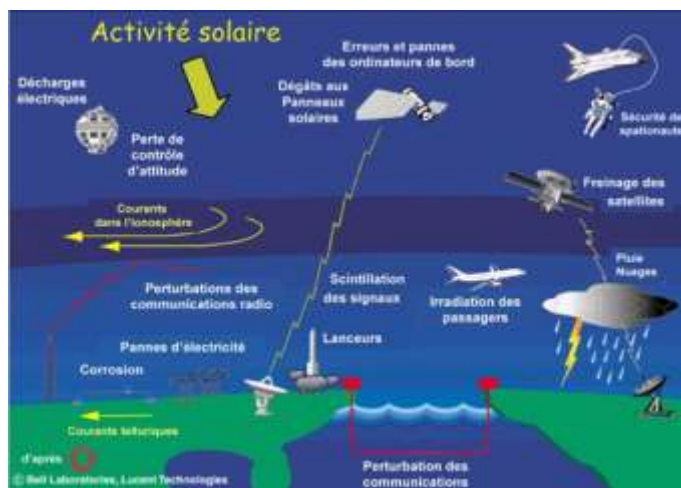 Activité solaire
Erreurs et pannes
des ordinateurs de bord
Décharges
électriques
Dégâts aux
Panneaux
solaires
Sécurité des
spationautes
Perte de
contrôle
d'attitude
Freinage des
satellites
Courants
dans l'Ionosphère
Pluie
Nuages
Perturbations des
communications radio
Scintillation
des signaux
Irradiation des
passagers
Pannes d'électricité
Lanceurs
Corrosion
Courants telluriques
d'après
© Bell Laboratories, Lucent Technologies
Perturbation des
communications